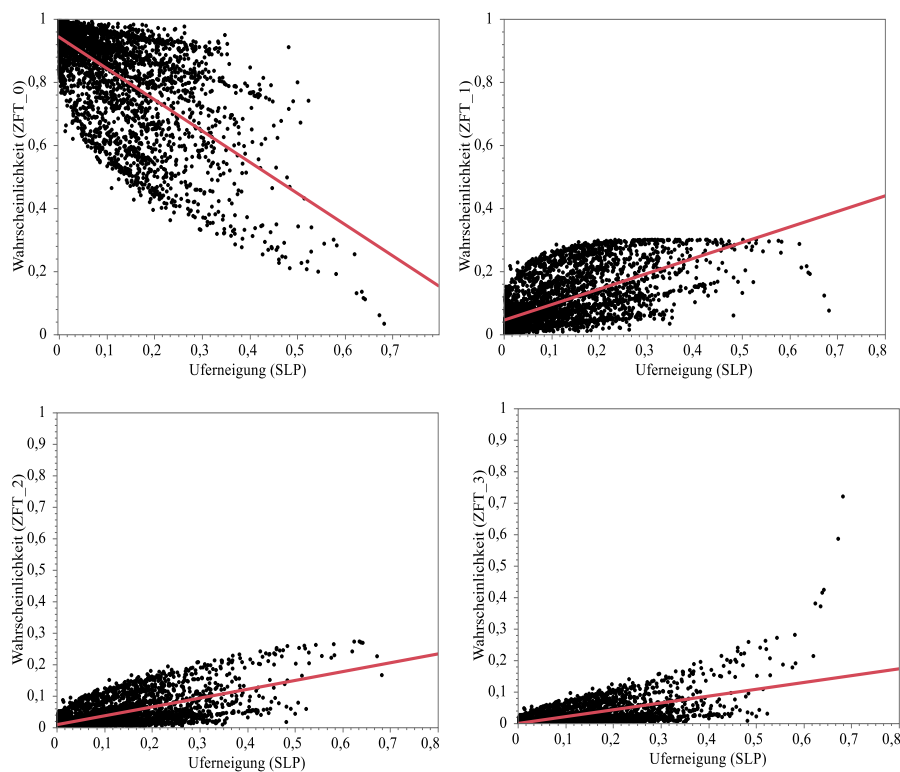 1
0,8
0,6
0,4
0,2
0
Wahrscheinlichkeit (ZFT_0)
0 0,1 0,2 0,3 0,4 0,5 0,6 0,7
Uferneigung (SLP)
1
0,8
0,6
0,4
0,2
0
Wahrscheinlichkeit (ZFT_1)
0 0,1 0,2 0,3 0,4 0,5 0,6 0,7 0,8
Uferneigung (SLP)
1
0,9
0,8
0,7
0,6
0,5
0,4
0,3
0,2
0,1
0
Wahrscheinlichkeit (ZFT_2)
0 0,1 0,2 0,3 0,4 0,5 0,6 0,7 0,8
Uferneigung (SLP)
1
0,9
0,8
0,7
0,6
0,5
0,4
0,3
0,2
0,1
0
Wahrscheinlichkeit (ZFT_3)
0 0,1 0,2 0,3 0,4 0,5 0,6 0,7 0,8
Uferneigung (SLP)